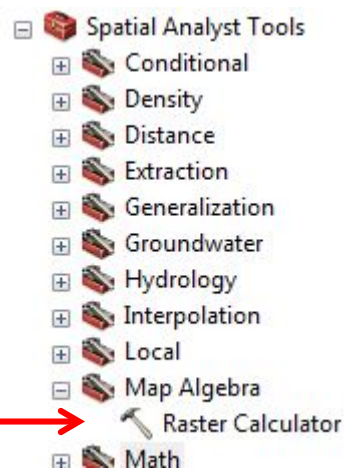 Spatial Analyst Tools
Conditional
Density
Distance
Extraction
Generalization
Groundwater
Hydrology
Interpolation
Local
Map Algebra
Raster Calculator
Math